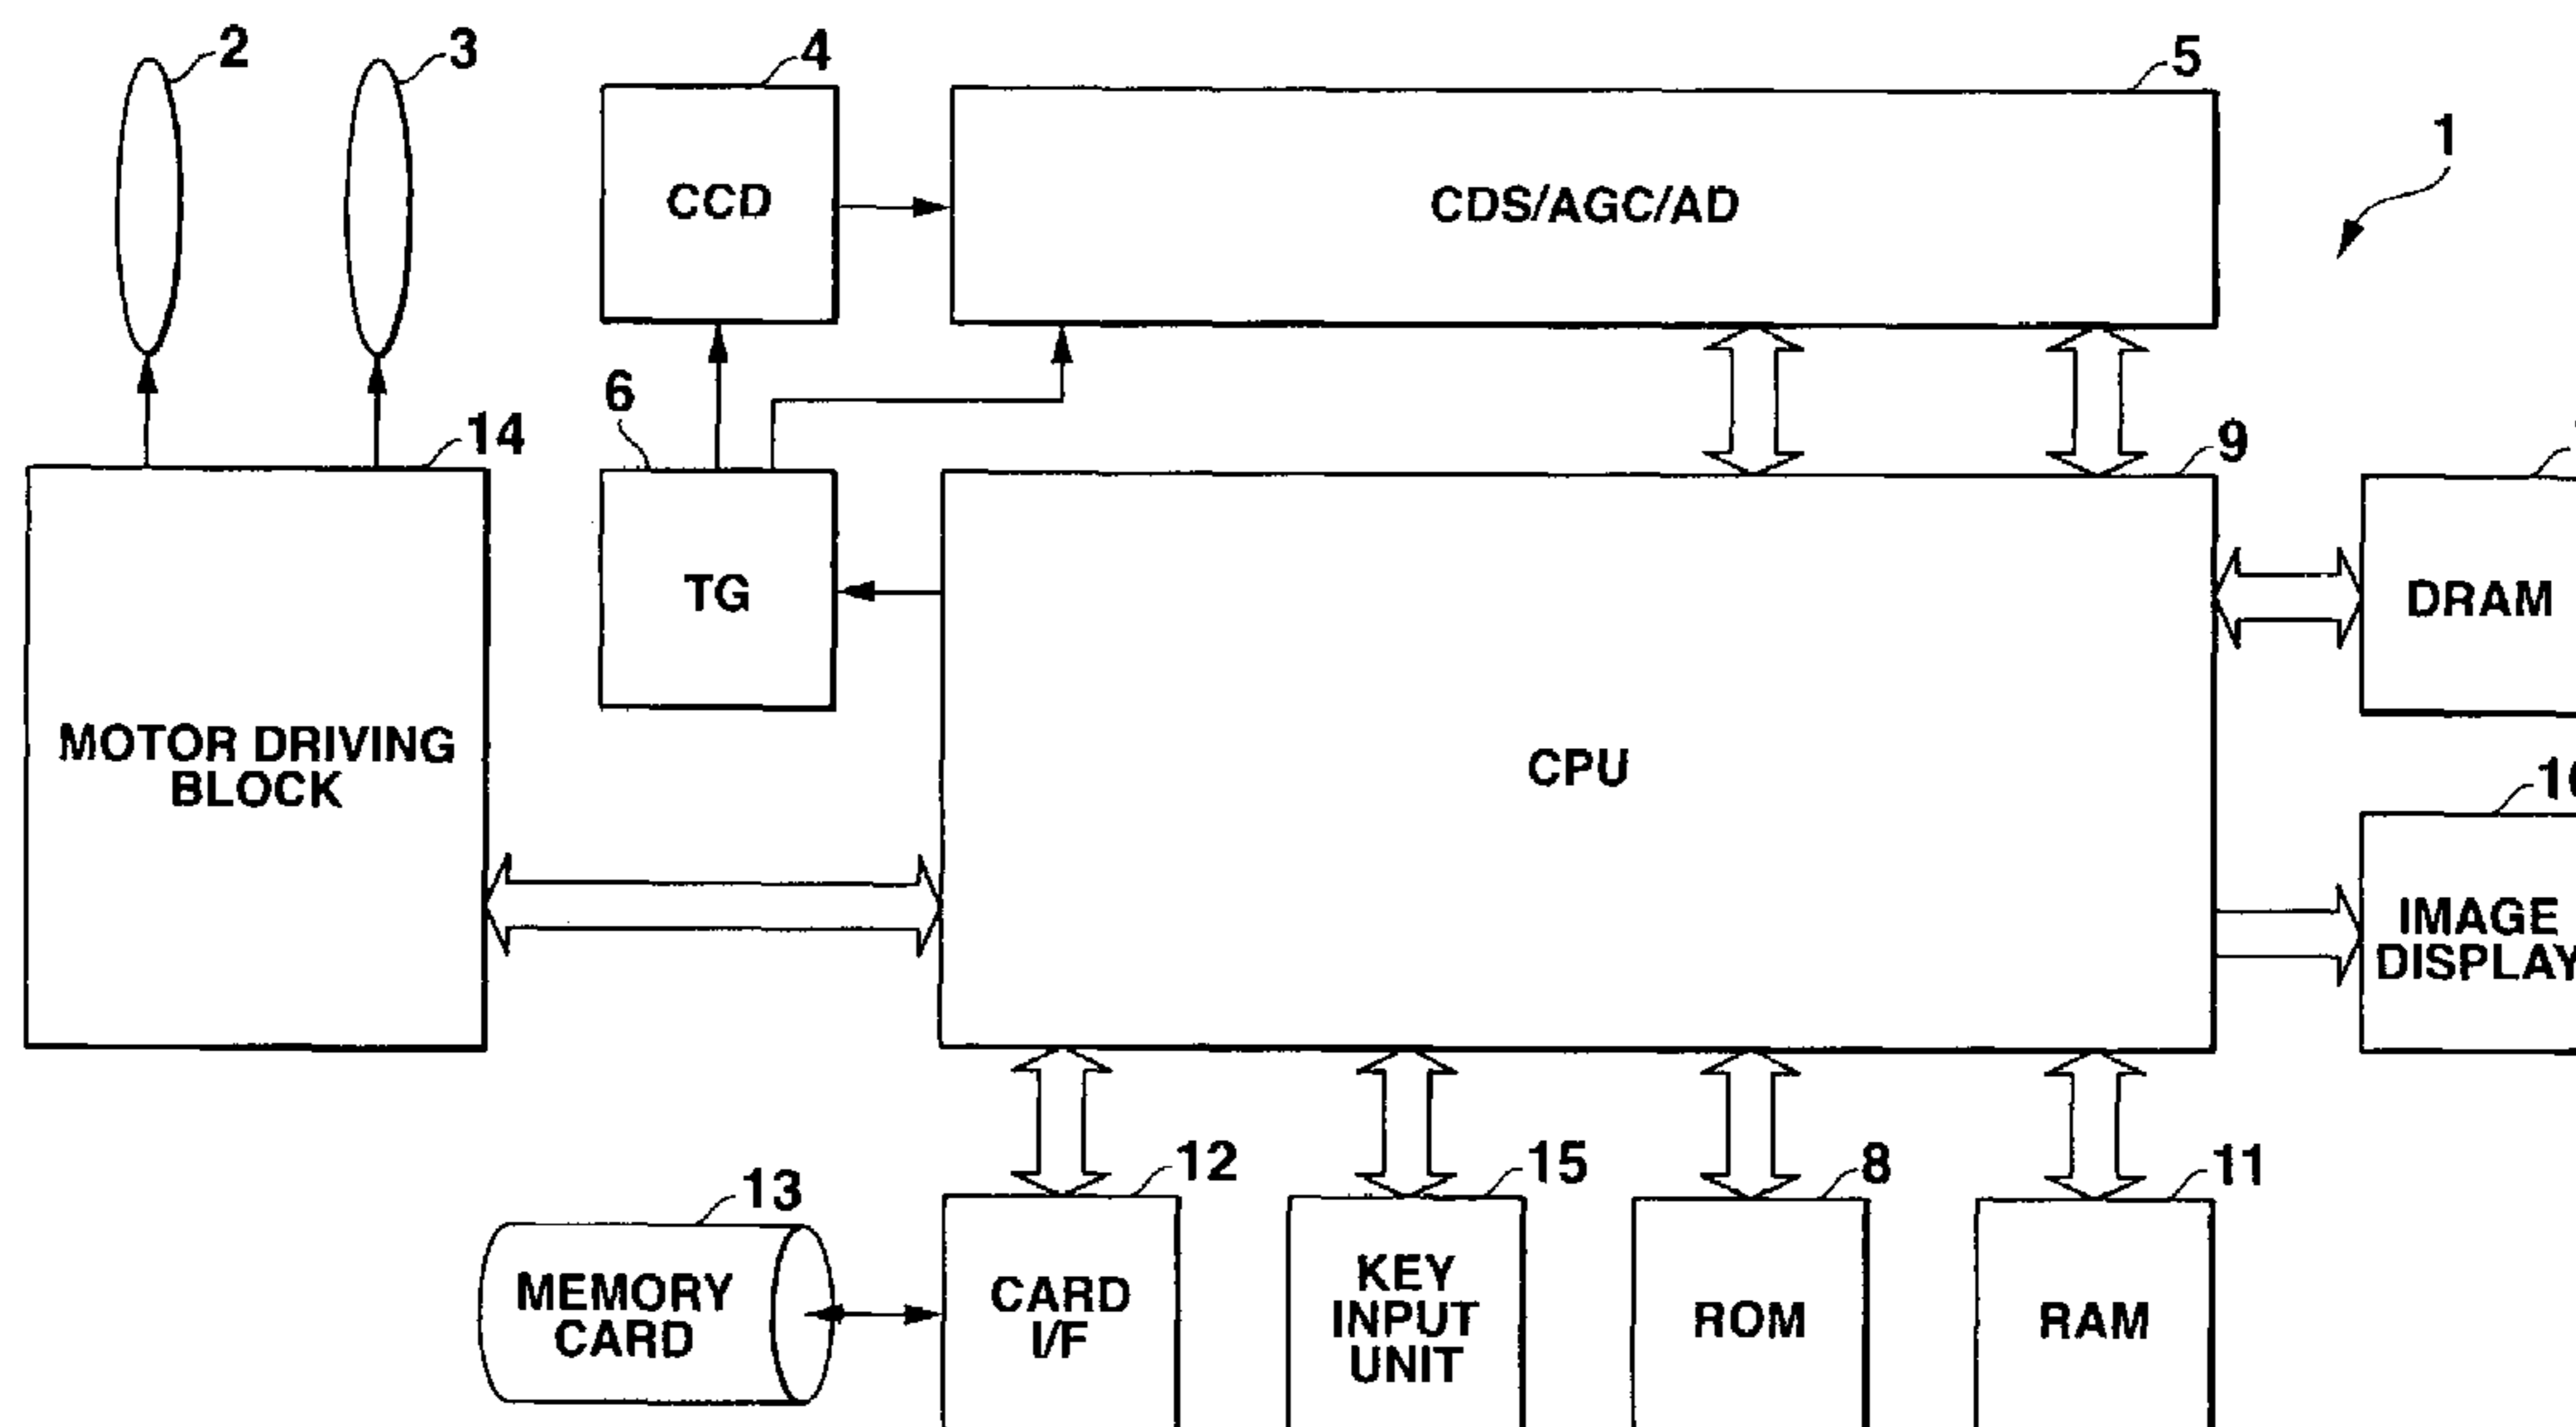 2
3
4
5
1
CCD
CDS/AGC/AD
6
14
9
TG
DRAM
MOTOR DRIVING
BLOCK
CPU
IMAGE
DISPLAY
12
15
8
11
13
MEMORY
CARD
CARD
I/F
KEY
INPUT
UNIT
ROM
RAM